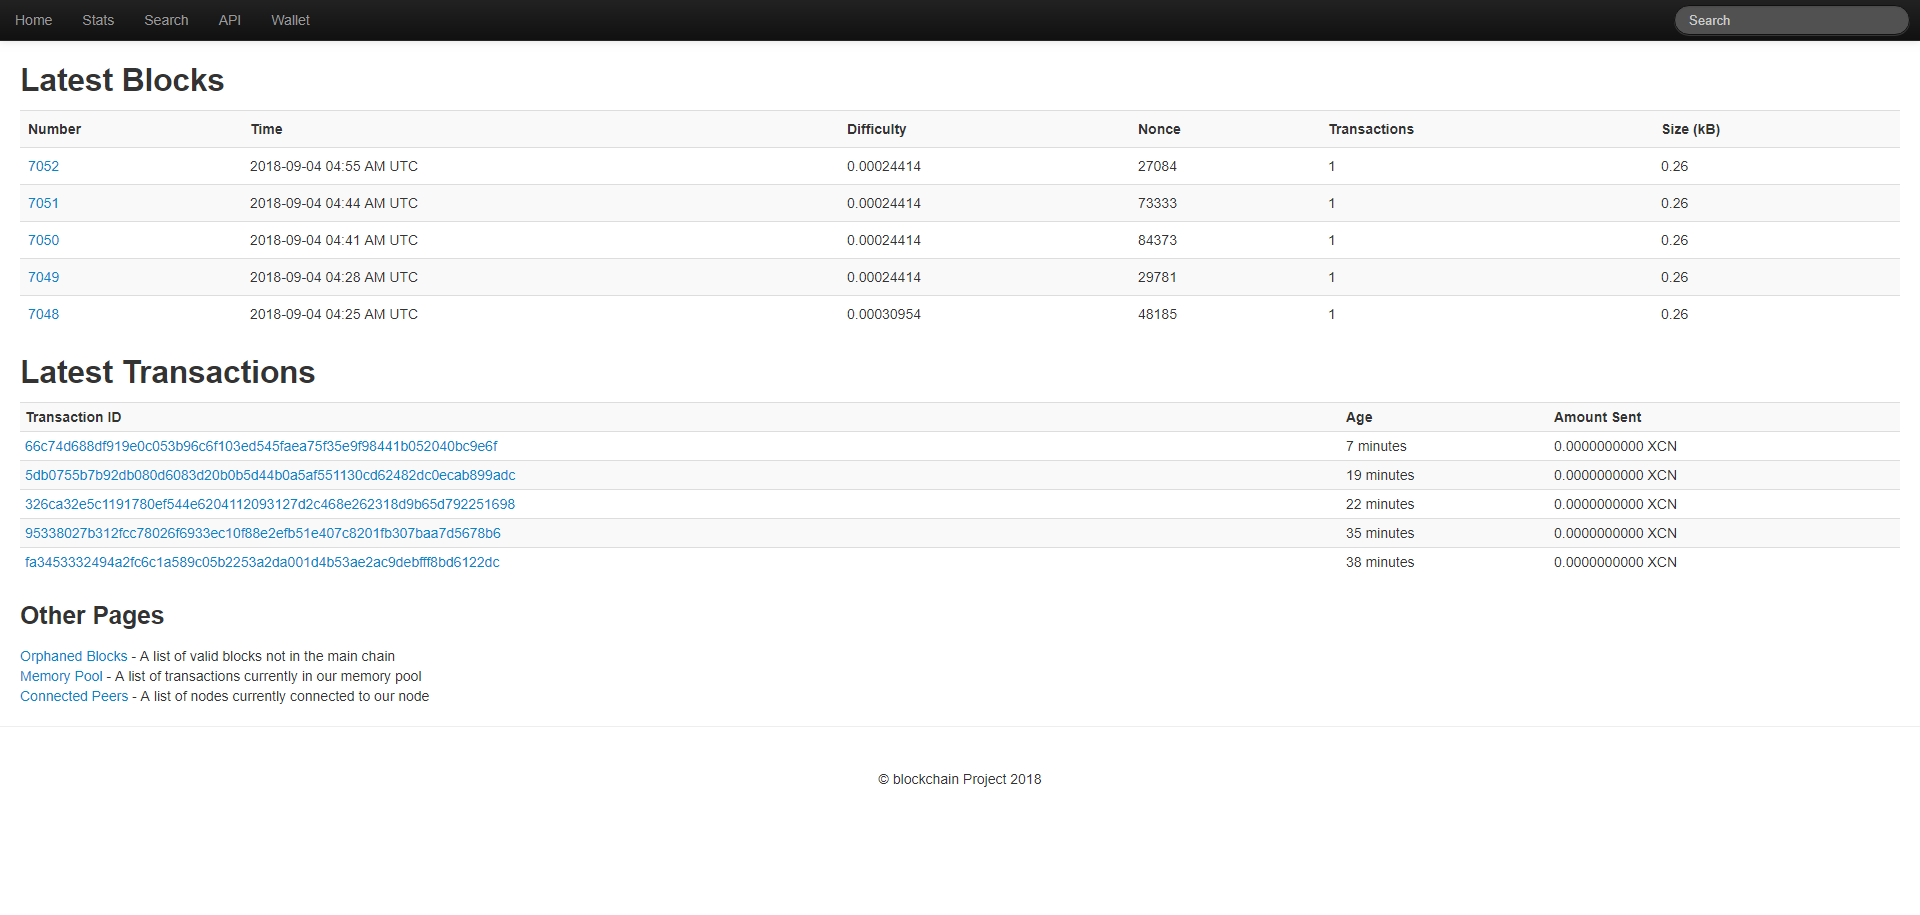 Home Stats Search API Wallet Search
Latest Blocks
Number Time Difficulty Nonce Transactions Size (kB)
7052 2018-09-04 04:55 AM UTC 0.00024414 27084 1 0.26
7051 2018-09-04 04:44 AM UTC 0.00024414 73333 1 0.26
7050 2018-09-04 04:41 AM UTC 0.00024414 84373 1 0.26
7049 2018-09-04 04:28 AM UTC 0.00024414 29781 1 0.26
7048 2018-09-04 04:25 AM UTC 0.00030954 48185 1 0.26
Latest Transactions
Transaction ID Age Amount Sent
66c74d688df919e0c053b96c6f103ed545faea75f35e9f98441b052040bc9e6f 7 minutes 0.0000000000 XCN
5db0755b7b92db080d6083d20b0b5d44b0a5af551130cd62482dc0ecab899adc 19 minutes 0.0000000000 XCN
326ca32e5c1191780ef544e6204112093127d2c468e262318d9b65d792251698 22 minutes 0.0000000000 XCN
95338027b312fcc78026f6933ec10f88e2efb51e407c8201fb307baa7d5678b6 35 minutes 0.0000000000 XCN
fa3453332494a2fc6c1a589c05b2253a2da001d4b53ae2ac9debfff8bd6122dc 38 minutes 0.0000000000 XCN
Other Pages
Orphaned Blocks - A list of valid blocks not in the main chain
Memory Pool - A list of transactions currently in our memory pool
Connected Peers - A list of nodes currently connected to our node
© blockchain Project 2018